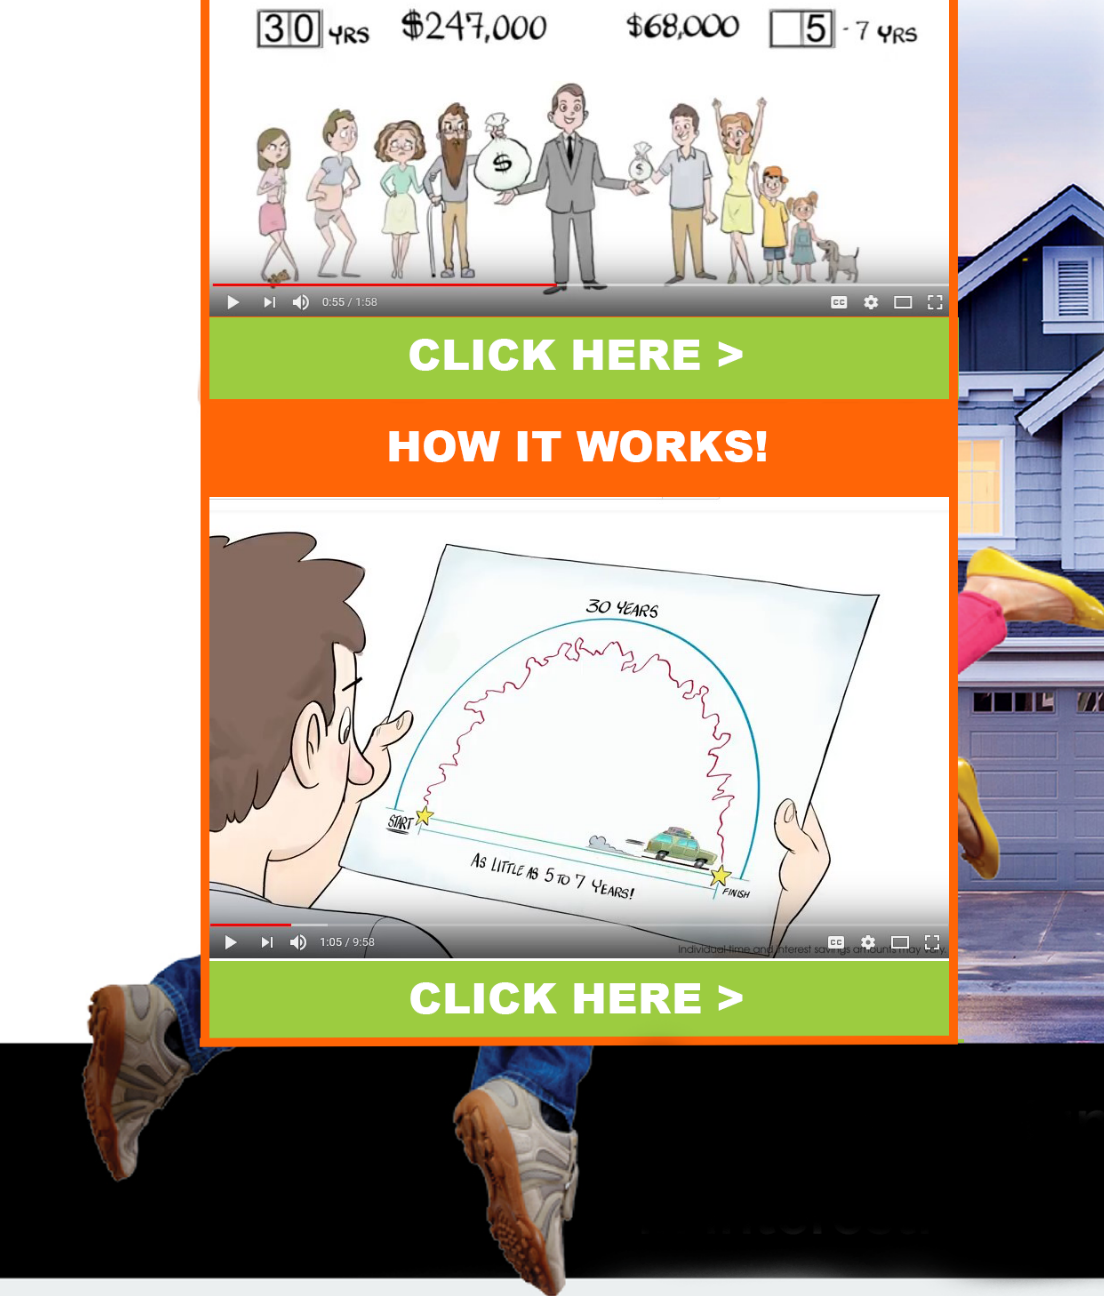 30 YRS $247,000 $68,000 5 - 7 YRS
$ $
0:55 / 1:58 CC
CLICK HERE >
HOW IT WORKS!
30 YEARS
START
AS LITTLE AS 5 TO 7 YEARS!
FINISH
1:05 / 9:58 CC
Individual time and interest savings amounts may vary.
CLICK HERE >